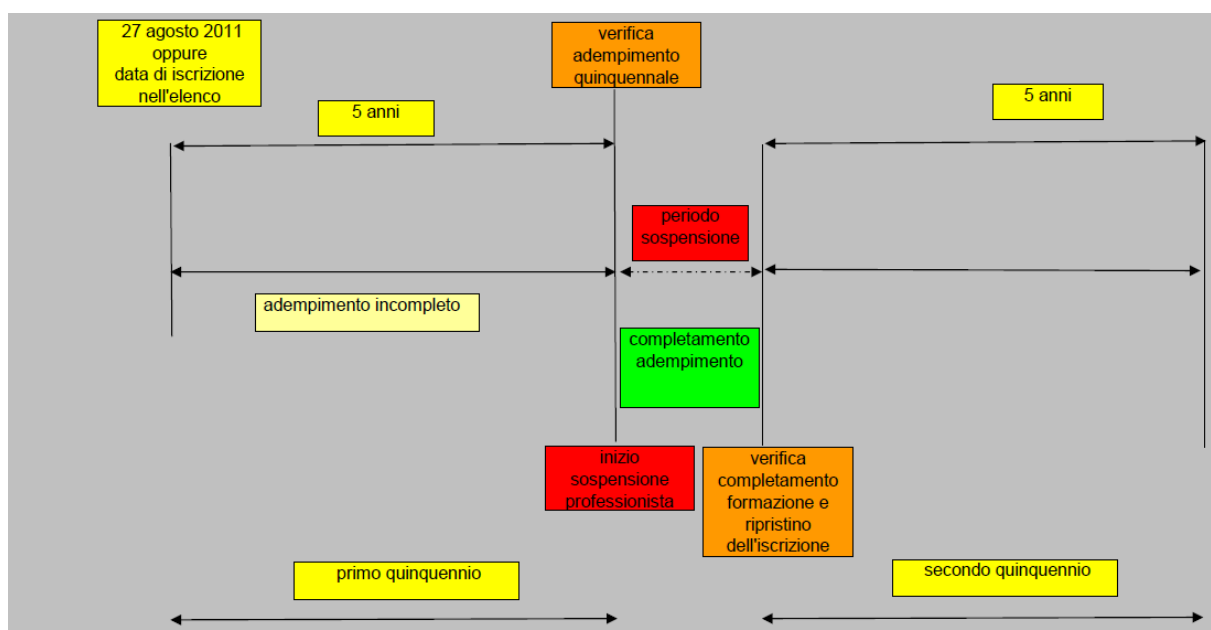 27 agosto 2011
oppure
data di iscrizione
nell'elenco
verifica
adempimento
quinquennale
5 anni
5 anni
periodo
sospensione
adempimento incompleto
completamento
adempimento
inizio
sospensione
professionista
verifica
completamento
formazione e
ripristino
dell'iscrizione
primo quinquennio
secondo quinquennio